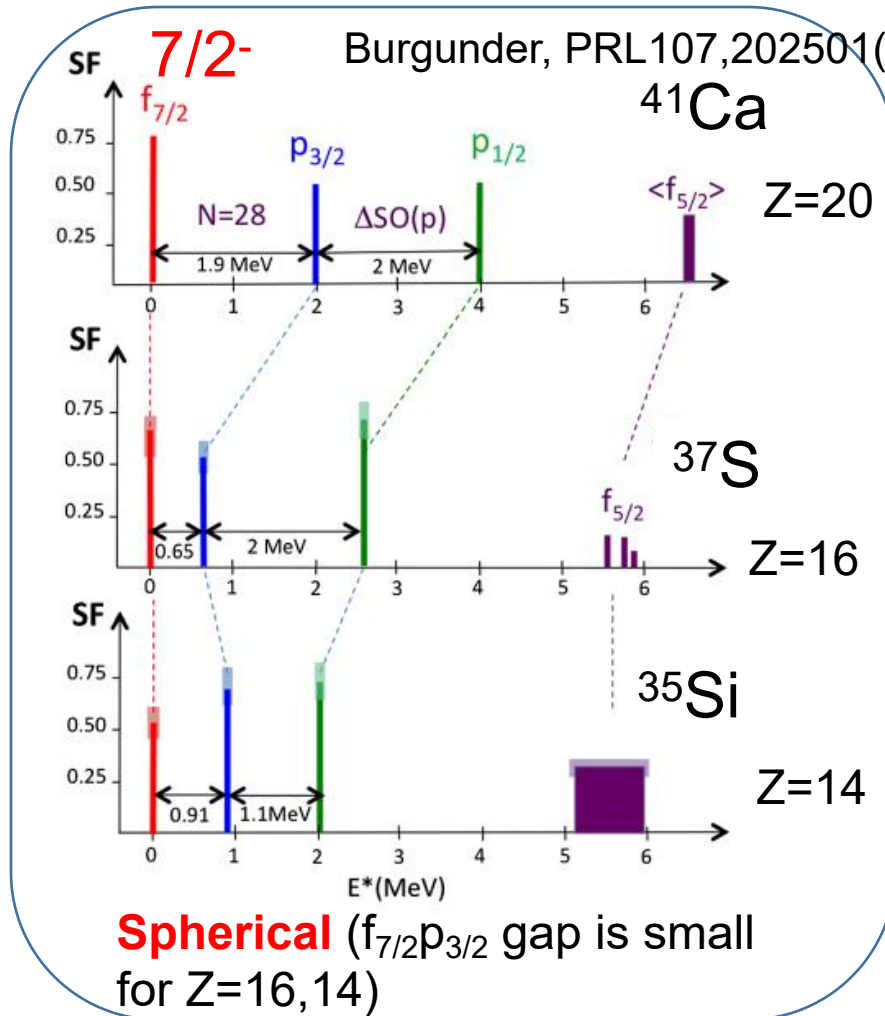 7/2⁻
Burgunder, PRL107,202501(
SF
f7/2
⁴¹Ca
p3/2
p1/2
0.75
<f5/2>
Z=20
0.50
N=28
ΔSO(p)
0.25
1.9 MeV
2 MeV
0 1 2 3 4 5 6
SF
0.75
³⁷S
0.50
f5/2
0.25
0.65
2 MeV
Z=16
0 1 2 3 4 5 6
SF
0.75
³⁵Si
0.50
0.25
0.91
1.1MeV
Z=14
0 1 2 3 4 5 6
E*(MeV)
Spherical (f7/2p3/2 gap is small
for Z=16,14)